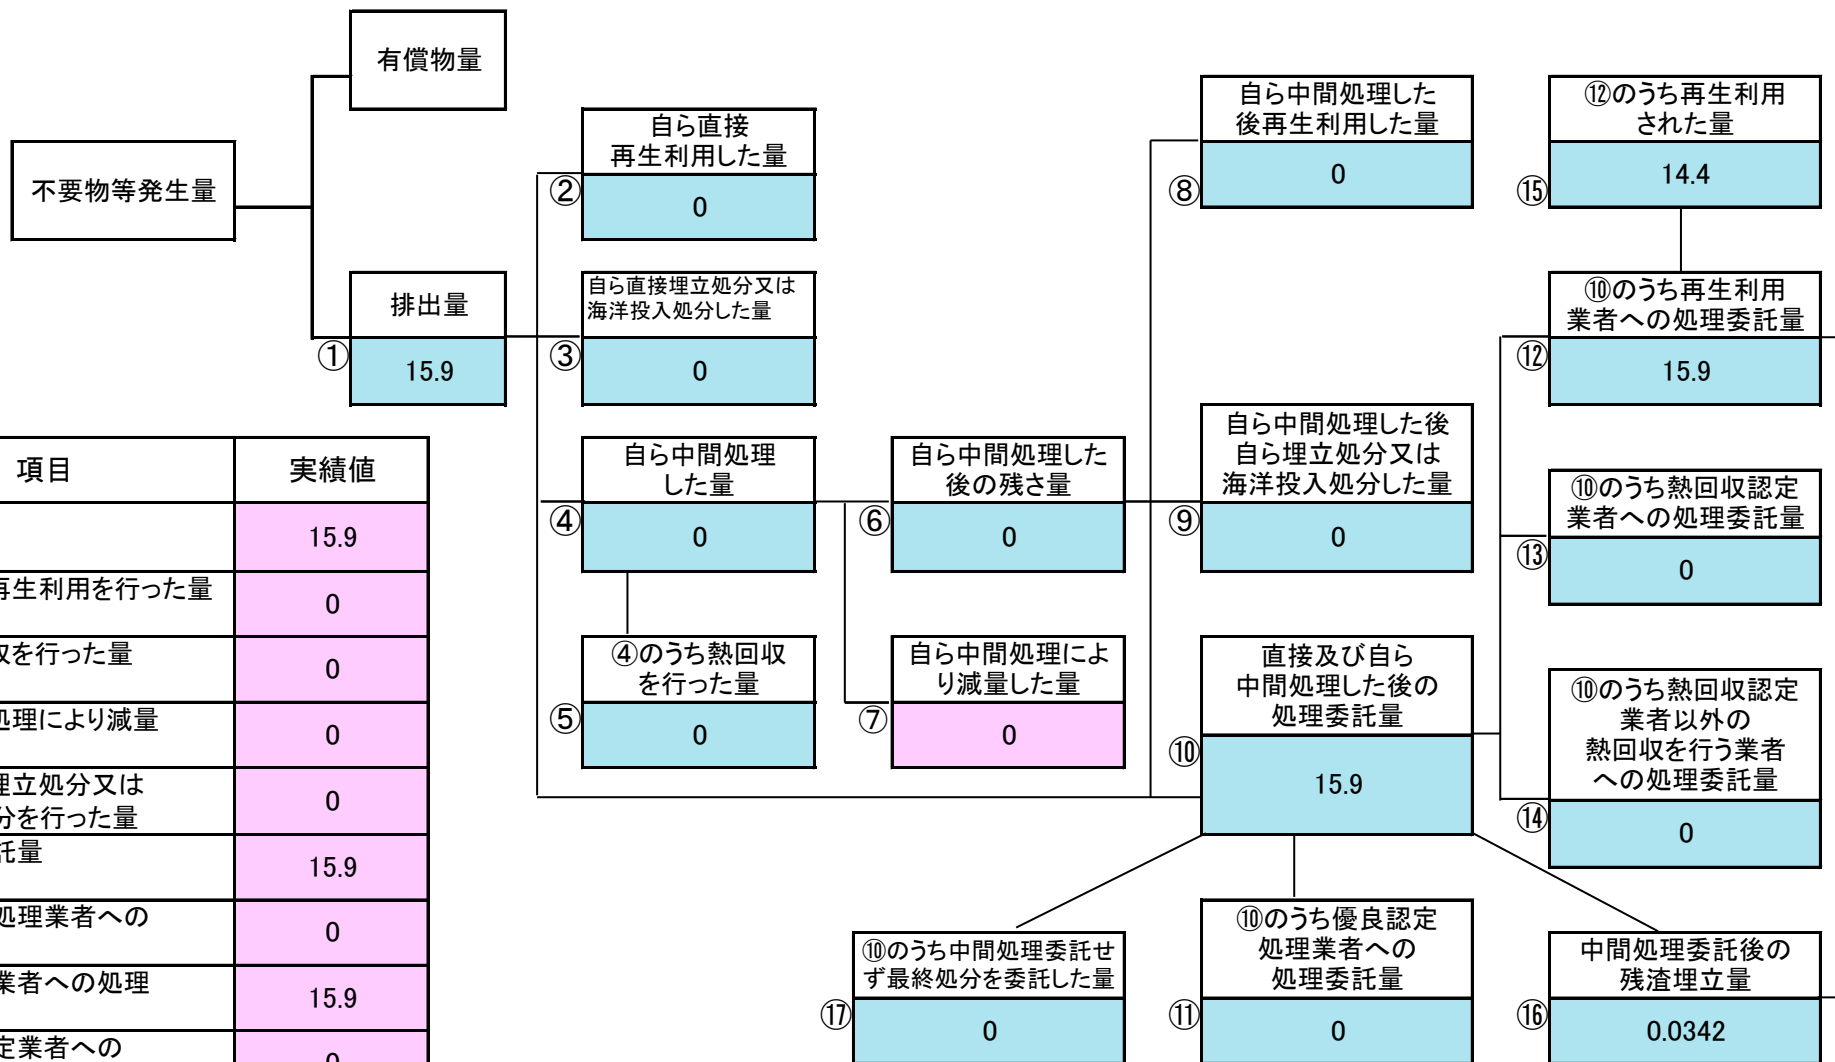 有償物量
不要物等発生量
排出量
①
15.9
自ら直接
再生利用した量
②
0
自ら直接埋立処分又は
海洋投入処分した量
③
0
自ら中間処理
した量
④
0
④のうち熱回収
を行った量
⑤
0
自ら中間処理した
後の残さ量
⑥
0
自ら中間処理によ
り減量した量
⑦
0
自ら中間処理した
後再生利用した量
⑧
0
自ら中間処理した後
自ら埋立処分又は
海洋投入処分した量
⑨
0
直接及び自ら
中間処理した後の
処理委託量
⑩
15.9
⑩のうち優良認定
処理業者への
処理委託量
⑪
0
⑫のうち再生利用
された量
⑮
14.4
⑩のうち再生利用
業者への処理委託量
⑫
15.9
⑩のうち熱回収認定
業者への処理委託量
⑬
0
⑩のうち熱回収認定
業者以外の
熱回収を行う業者
への処理委託量
⑭
0
中間処理委託後の
残渣埋立量
⑯
0.0342
⑩のうち中間処理委託せ
ず最終処分を委託した量
⑰
0
項目 実績値
15.9
再生利用を行った量
0
収を行った量
0
処理により減量
0
埋立処分又は
分を行った量
0
託量
15.9
処理業者への
0
業者への処理
15.9
定業者への
0